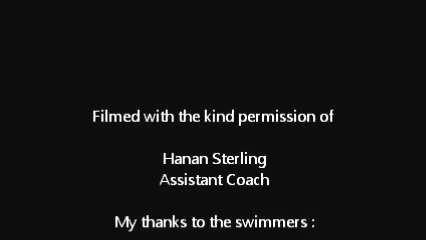 Filmed with the kind permission of
Hanan Sterling
Assistant Coach
My thanks to the swimmers :